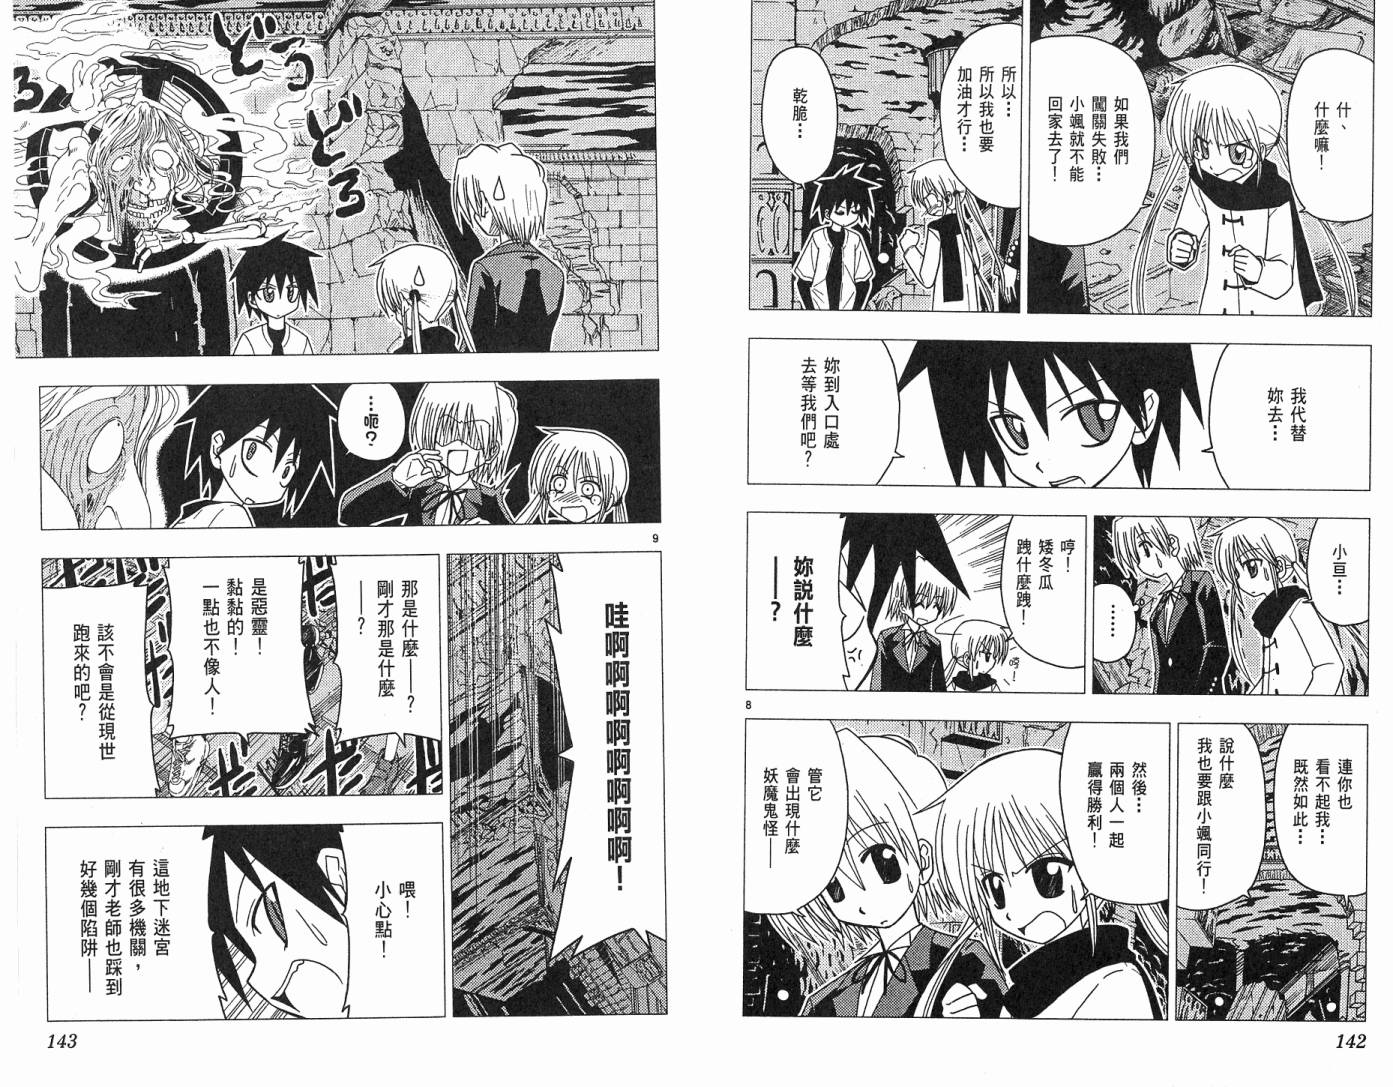 什、
什麼嘛！
如果我們
闖關失敗…
小颯就不能
回家去了！
所以…
所以我也要
加油才行…
乾脆…
我代替
妳去…
妳到入口處
去等我們吧？
小亘…
……
哼！
矮冬瓜
跩什麼跩！
哼！
妳說什麼
——？
連你也
看不起我…
既然如此…
說什麼
我也要跟小颯同行！
然後…
兩個人一起
贏得勝利！
管它
會出現什麼
妖魔鬼怪——
8
142
どろ
どろ
ろ
…呃？
9
哇啊啊啊啊啊啊啊啊！
那是什麼——？
剛才那是什麼
——？
是惡靈！
黏黏的！
一點也不像人！
該不會是從現世
跑來的吧？
喂！
小心點！
這地下迷宮
有很多機關，
剛才老師也踩到
好幾個陷阱——
143